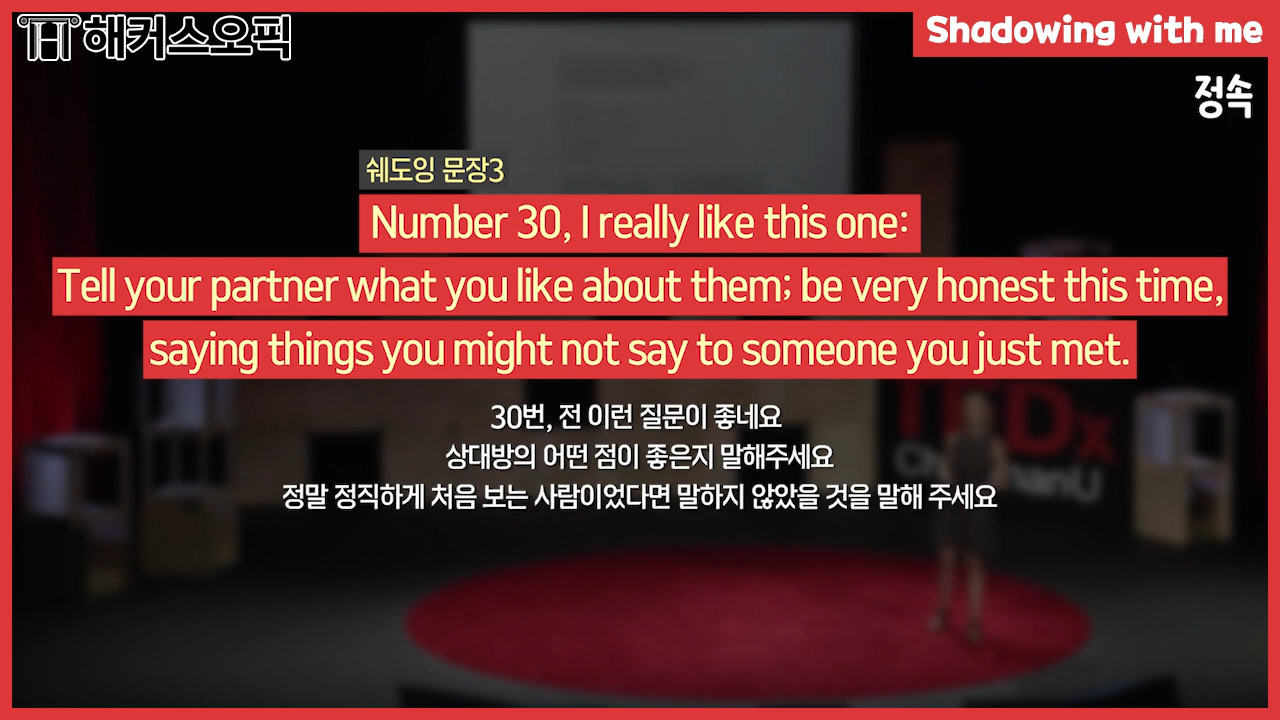 해커스오픽
Shadowing with me
정속
쉐도잉 문장3
Number 30, I really like this one:
Tell your partner what you like about them; be very honest this time,
saying things you might not say to someone you just met.
30번, 전 이런 질문이 좋네요
상대방의 어떤 점이 좋은지 말해주세요
정말 정직하게 처음 보는 사람이었다면 말하지 않았을 것을 말해 주세요
TEDx